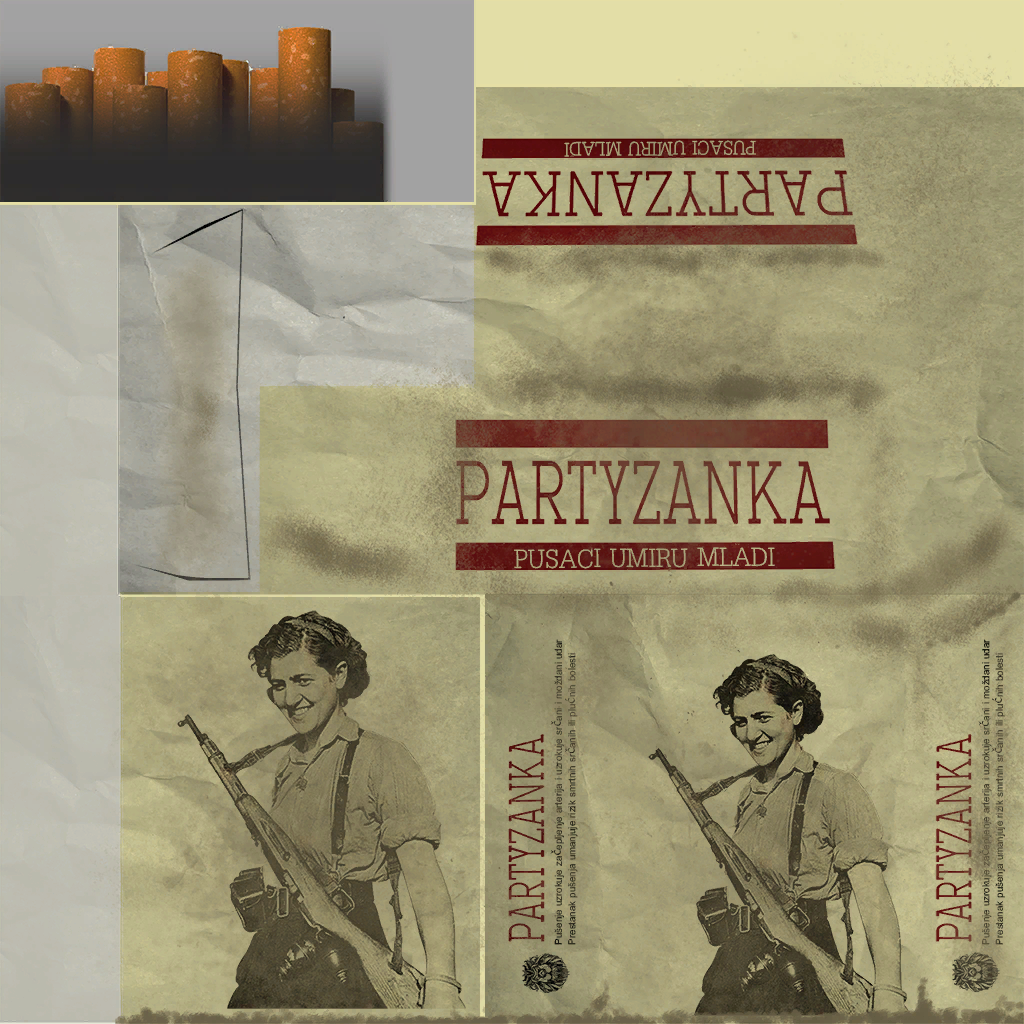 PUSACI UMIRU MLADI
PARTYZANKA
PARTYZANKA
PUSACI UMIRU MLADI
PARTYZANKA
Pušenje uzrokuje začepljenje arterija i uzrokuje srčani i moždani udar
Prestanak pušenja umanjuje rizik smrtnih srčanih ili plučnih bolesti
PARTYZANKA
Pušenje uzrokuje začepljenje arterija i uzrokuje srčani i moždani udar
Prestanak pušenja umanjuje rizik smrtnih srčanih ili plučnih bolesti